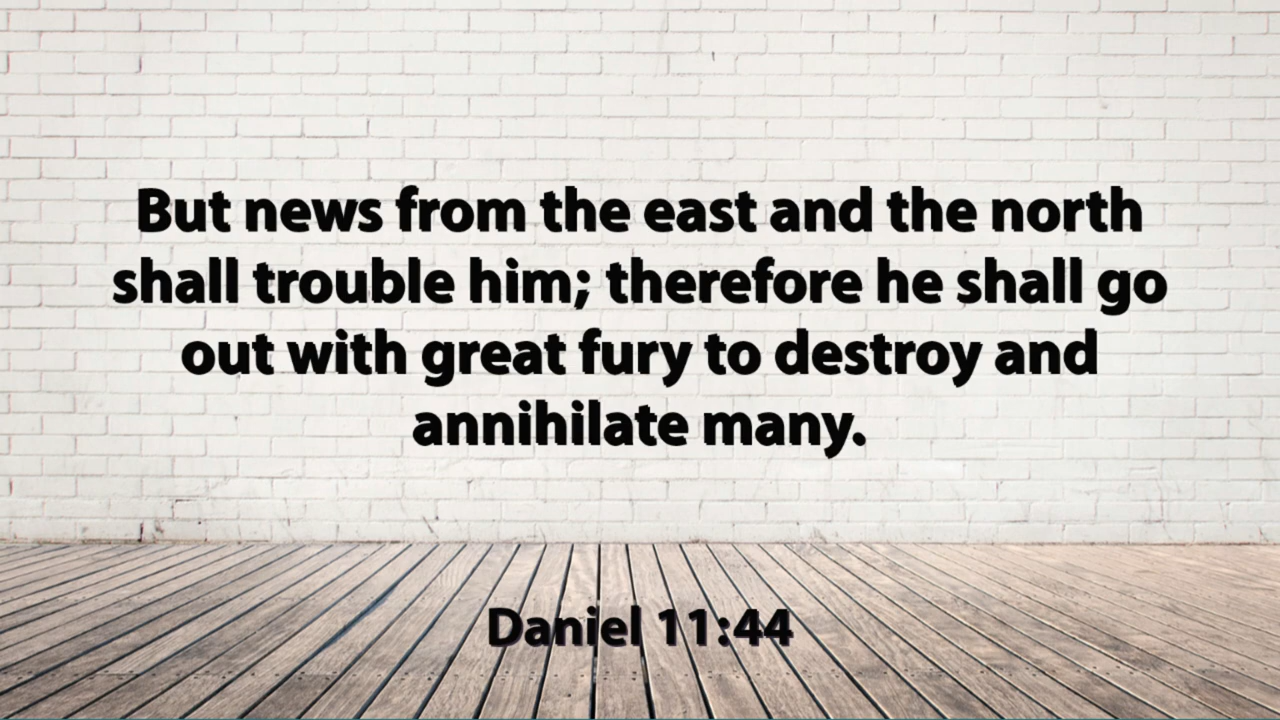 But news from the east and the north
shall trouble him; therefore he shall go
out with great fury to destroy and
annihilate many.
Daniel 11:44